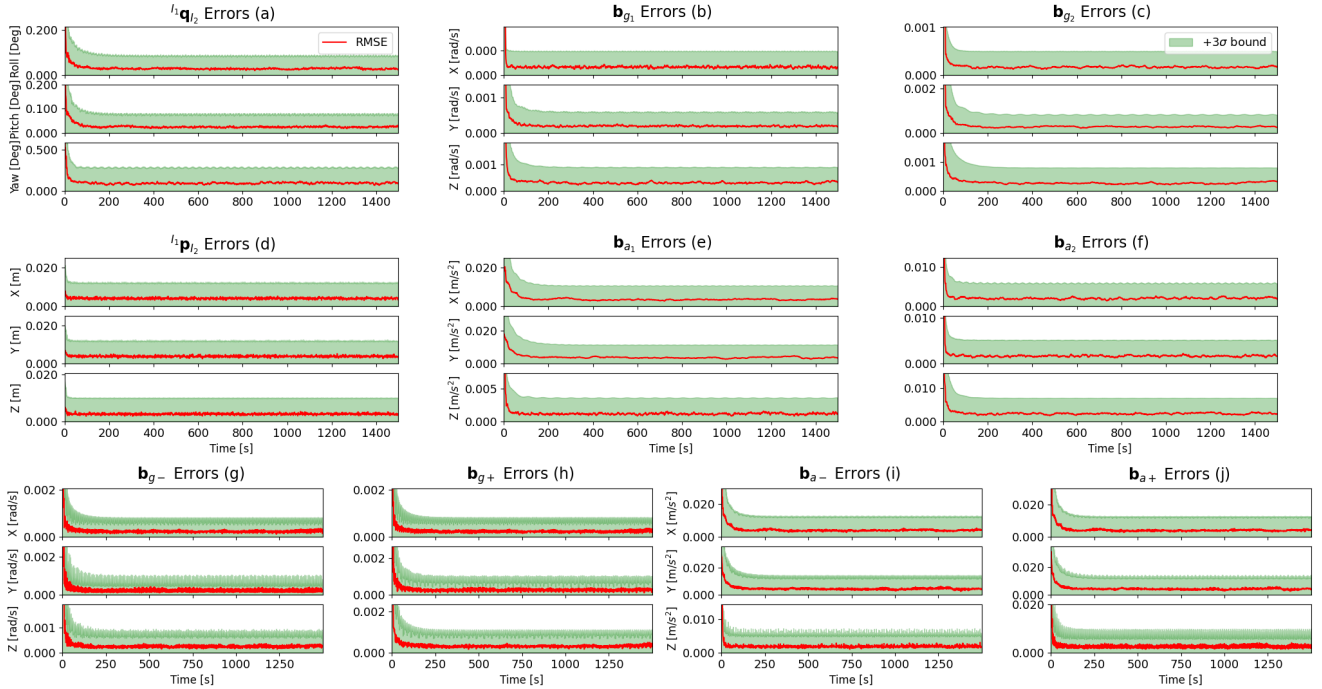 I₁qI₂ Errors (a)
b_g₁ Errors (b)
b_g₂ Errors (c)
Roll [Deg]
0.200
0.000
RMSE
X [rad/s]
0.000
0.000
0.001
0.000
+3σ bound
Pitch [Deg]
0.200
0.100
0.000
Y [rad/s]
0.001
0.000
0.002
0.000
Yaw [Deg]
0.500
0.000
Z [rad/s]
0.001
0.000
0.001
0.000
0 200 400 600 800 1000 1200 1400
0 200 400 600 800 1000 1200 1400
0 200 400 600 800 1000 1200 1400
I₁pI₂ Errors (d)
b_a₁ Errors (e)
b_a₂ Errors (f)
X [m]
0.020
0.000
X [m/s²]
0.020
0.000
0.010
0.000
Y [m]
0.020
0.000
Y [m/s²]
0.020
0.000
0.010
0.000
Z [m]
0.020
0.000
Z [m/s²]
0.005
0.000
0.010
0.000
0 200 400 600 800 1000 1200 1400
0 200 400 600 800 1000 1200 1400
0 200 400 600 800 1000 1200 1400
Time [s]
Time [s]
Time [s]
b_g− Errors (g)
b_g+ Errors (h)
b_a− Errors (i)
b_a+ Errors (j)
X [rad/s]
0.002
0.000
0.002
0.000
X [m/s²]
0.020
0.000
0.020
0.000
Y [rad/s]
0.002
0.000
0.002
0.000
Y [m/s²]
0.020
0.000
0.020
0.000
Z [rad/s]
0.001
0.000
0.002
0.000
Z [m/s²]
0.010
0.000
0.020
0.000
0 250 500 750 1000 1250
0 250 500 750 1000 1250
0 250 500 750 1000 1250
0 250 500 750 1000 1250
Time [s]
Time [s]
Time [s]
Time [s]